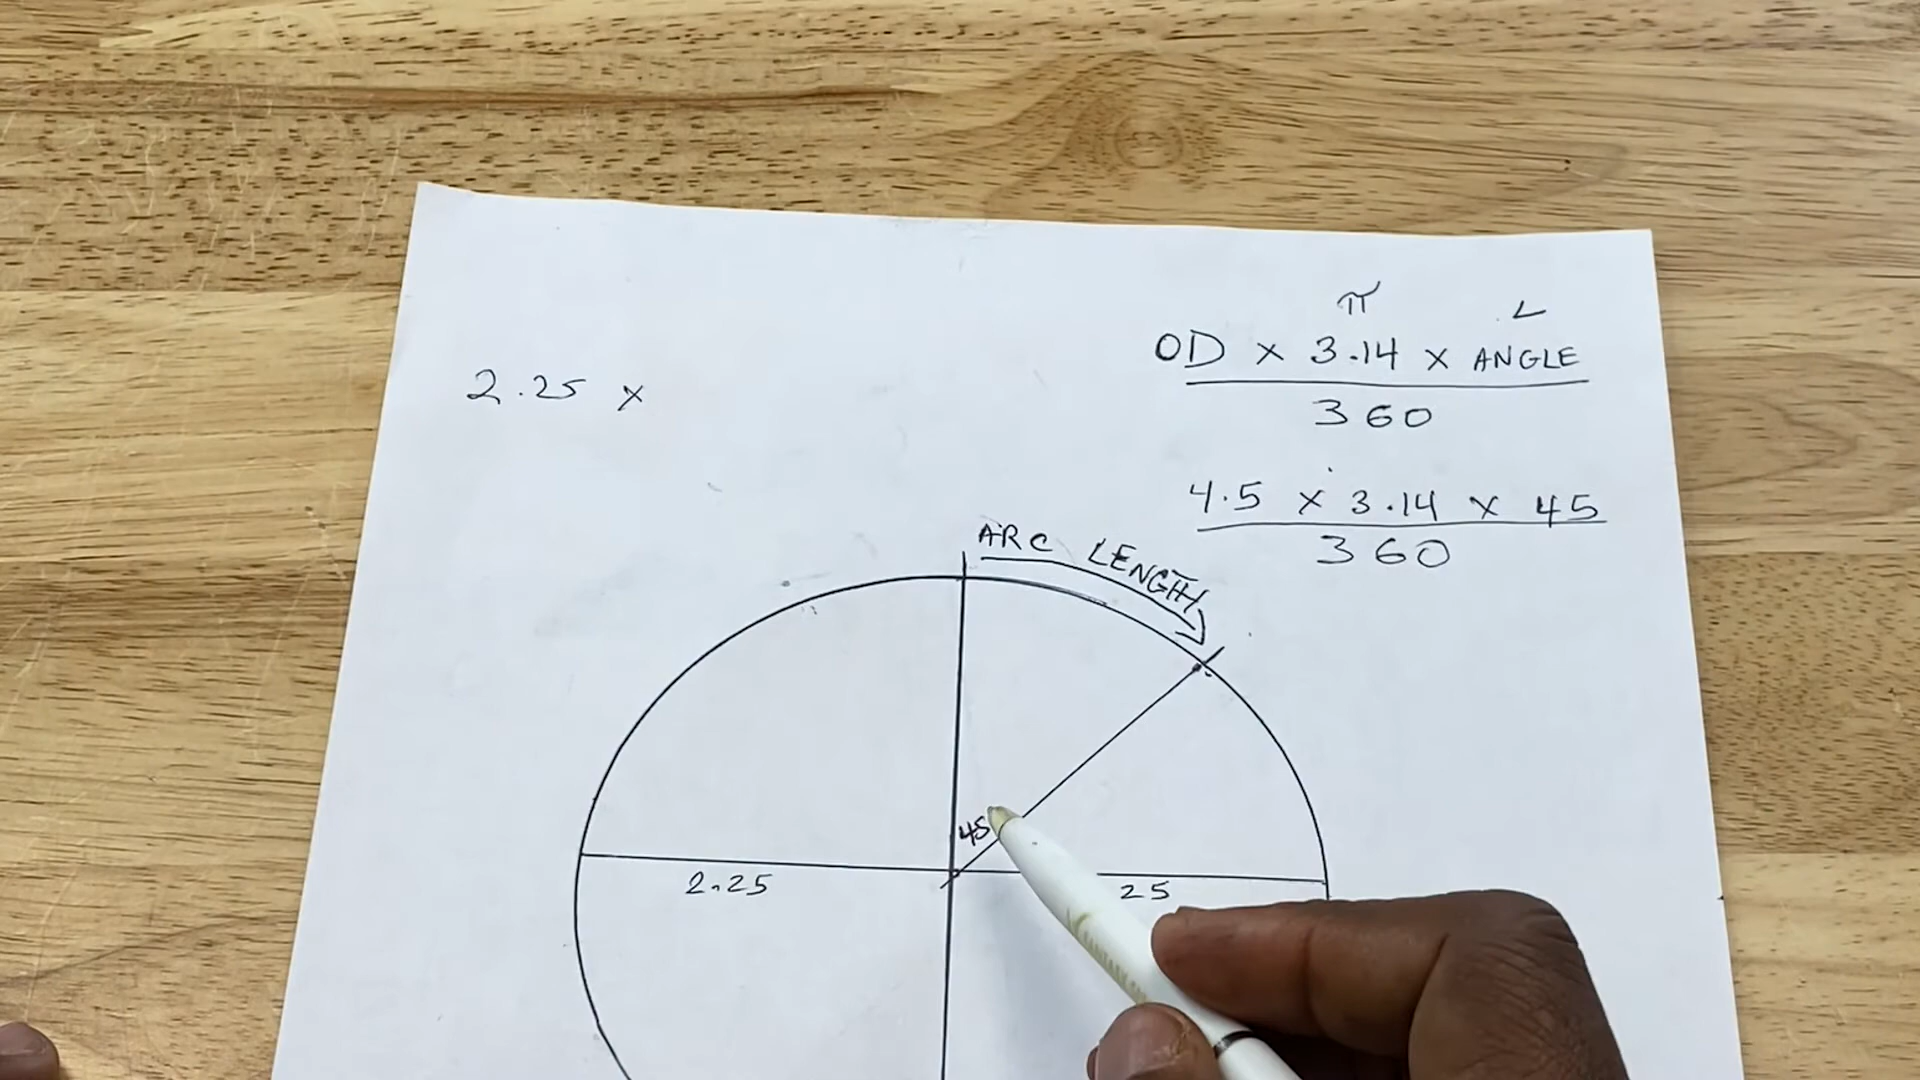 π
∠
OD x 3.14 x ANGLE
360
2.25 x
4.5 x 3.14 x 45
360
ARC LENGTH
45
2.25
25